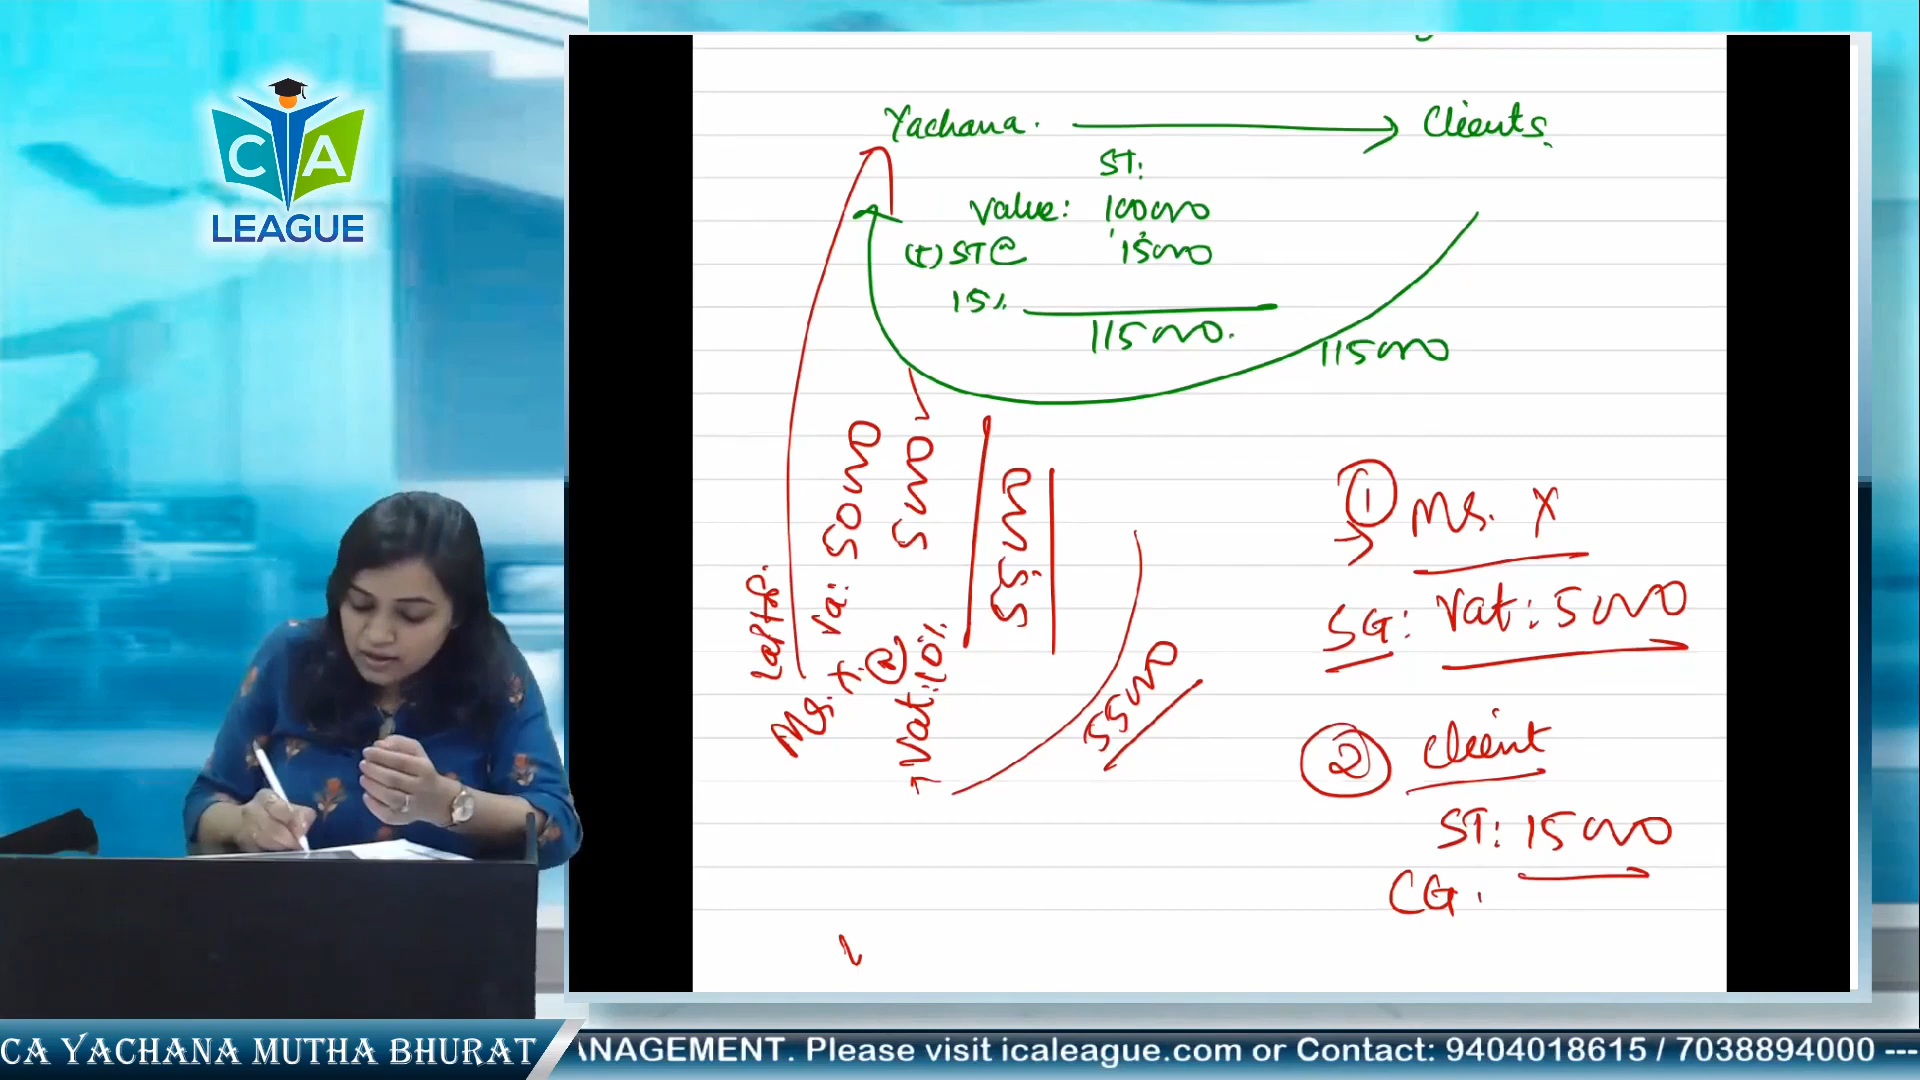 CA
LEAGUE
Yachana. → Clients
ST:
Value: 100000
(+) ST@ 15000
15%
115000.
115000
Laptop.
Ms. X.
Va: 50000
@ 5000
Vat: 10%
55000
55000
① Ms. X
SG: Vat: 5000
② Client
ST: 15000
CG:
CA YACHANA MUTHA BHURAT
ANAGEMENT. Please visit icaleague.com or Contact: 9404018615 / 7038894000 ---